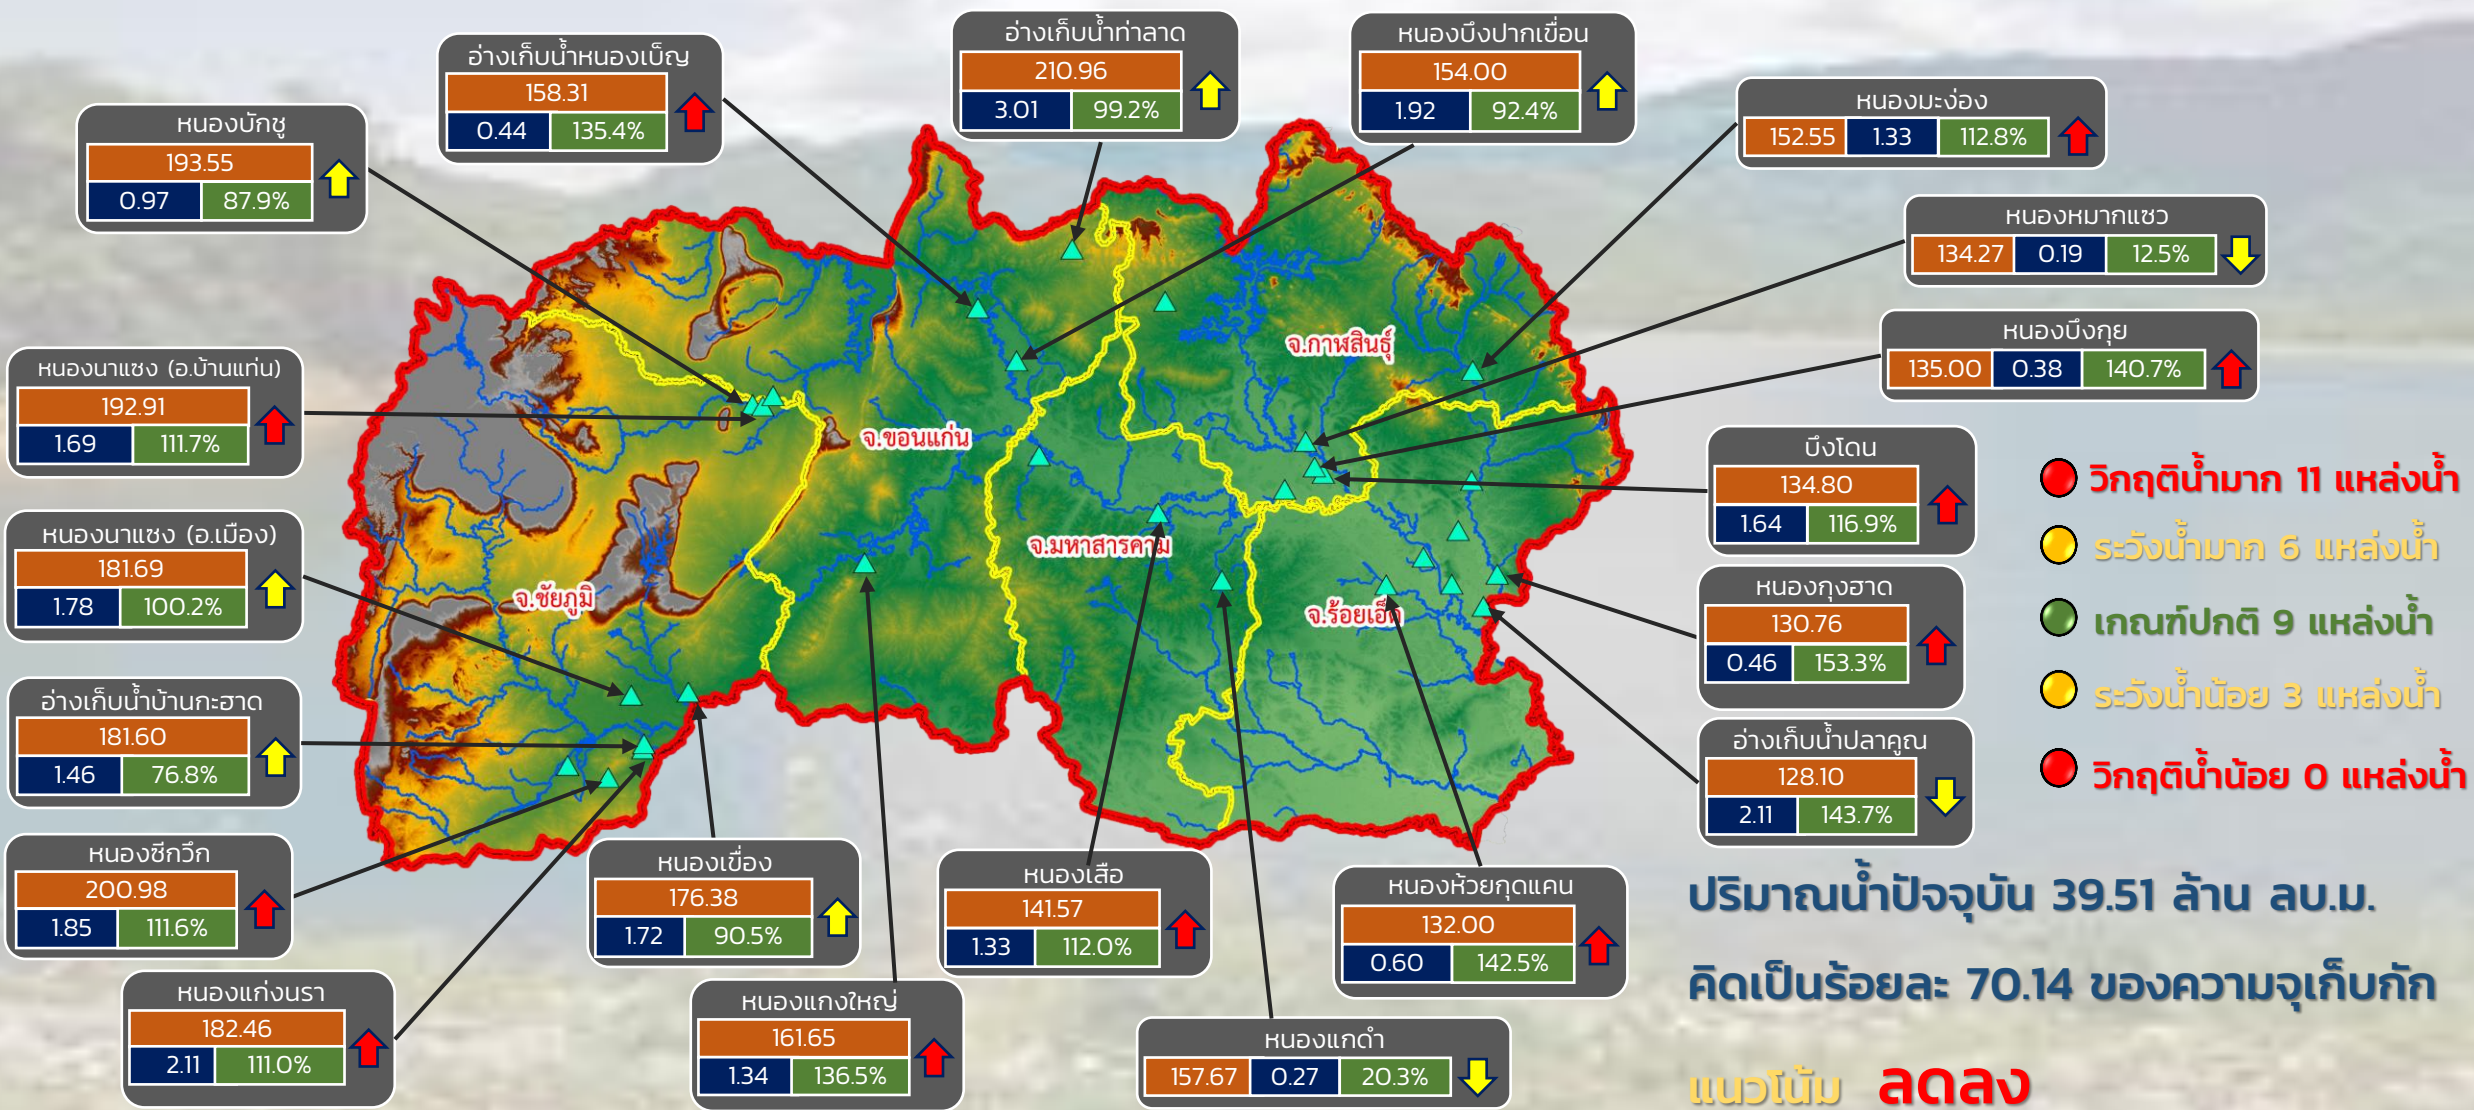 อ่างเก็บน้ำท่าลาด
210.96
3.01 99.2%
หนองบึงปากเขื่อน
154.00
1.92 92.4%
อ่างเก็บน้ำหนองเบ็ญ
158.31
0.44 135.4%
หนองมะง่อง
152.55 1.33 112.8%
หนองบักชู
193.55
0.97 87.9%
หนองหมากแซว
134.27 0.19 12.5%
หนองบึงกุย
135.00 0.38 140.7%
หนองนาแซง (อ.บ้านแท่น)
192.91
1.69 111.7%
จ.กาฬสินธุ์
จ.ขอนแก่น
จ.มหาสารคาม
จ.ชัยภูมิ
จ.ร้อยเอ็ด
บึงโดน
134.80
1.64 116.9%
หนองนาแซง (อ.เมือง)
181.69
1.78 100.2%
หนองกุงฮาด
130.76
0.46 153.3%
อ่างเก็บน้ำบ้านกะฮาด
181.60
1.46 76.8%
อ่างเก็บน้ำปลาคูณ
128.10
2.11 143.7%
วิกฤติน้ำมาก 11 แหล่งน้ำ
ระวังน้ำมาก 6 แหล่งน้ำ
เกณฑ์ปกติ 9 แหล่งน้ำ
ระวังน้ำน้อย 3 แหล่งน้ำ
วิกฤติน้ำน้อย 0 แหล่งน้ำ
หนองซีกวึก
200.98
1.85 111.6%
หนองเขื่อง
176.38
1.72 90.5%
หนองเสือ
141.57
1.33 112.0%
หนองห้วยกุดแคน
132.00
0.60 142.5%
หนองแก่งนรา
182.46
2.11 111.0%
หนองแกงใหญ่
161.65
1.34 136.5%
หนองแกดำ
157.67 0.27 20.3%
ปริมาณน้ำปัจจุบัน 39.51 ล้าน ลบ.ม.
คิดเป็นร้อยละ 70.14 ของความจุเก็บกัก
แนวโน้ม ลดลง